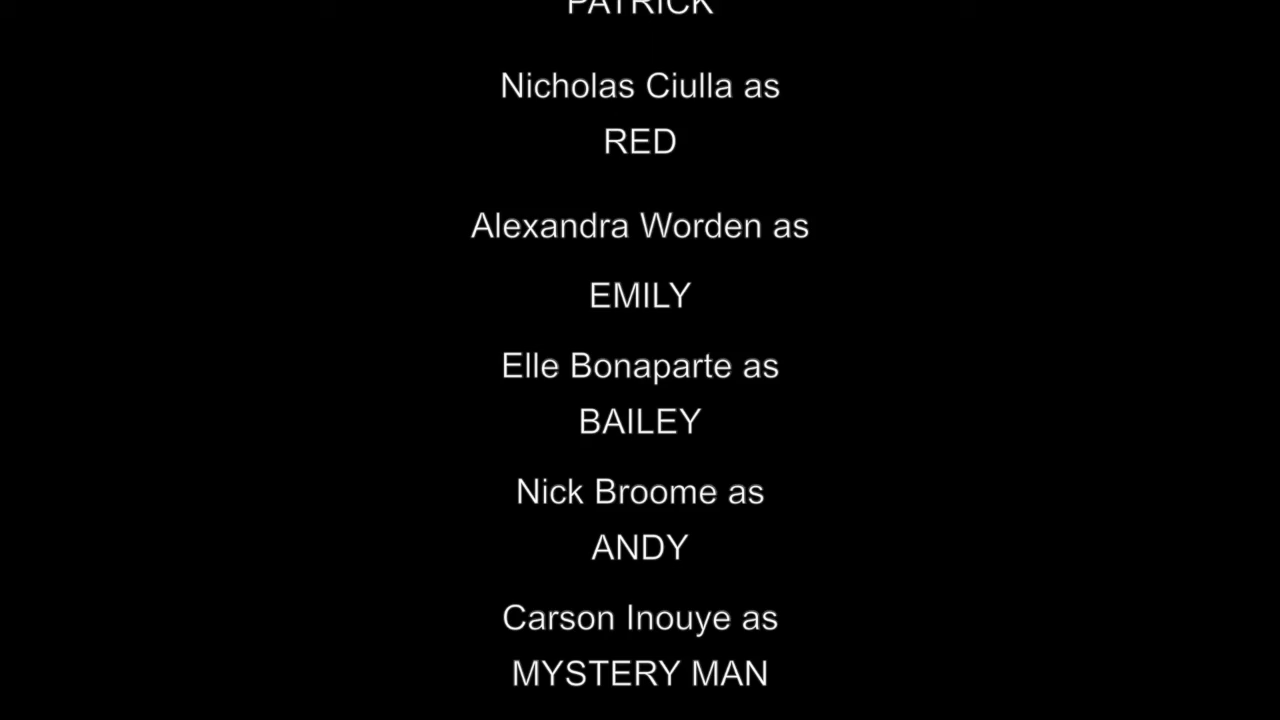 PATRICK
Nicholas Ciulla as
RED
Alexandra Worden as
EMILY
Elle Bonaparte as
BAILEY
Nick Broome as
ANDY
Carson Inouye as
MYSTERY MAN